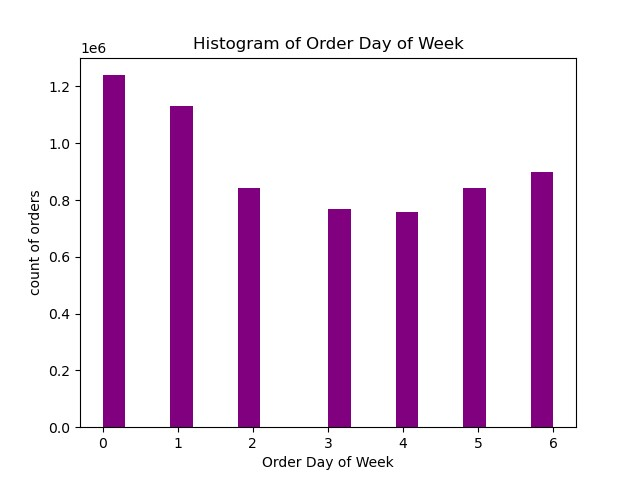 Histogram of Order Day of Week
1e6
1.2
1.0
0.8
0.6
0.4
0.2
0.0
count of orders
0 1 2 3 4 5 6
Order Day of Week